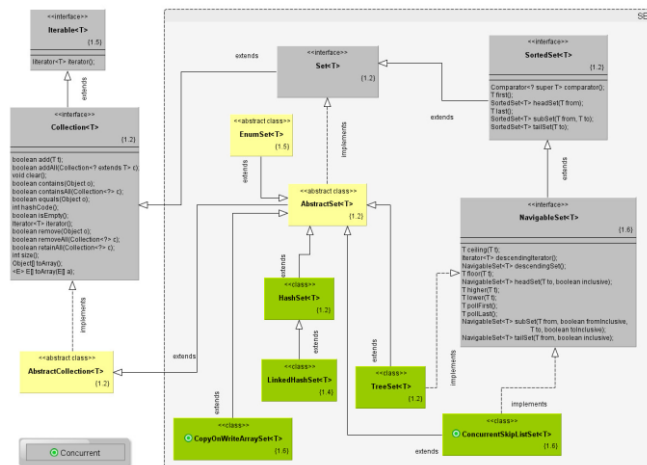 <<interface>>
Iterable<T>
{1.5}
Iterator<T> iterator();
extends
<<interface>>
Collection<T>
{1.2}
boolean add(T t);
boolean addAll(Collection<? extends T> c);
void clear();
boolean contains(Object o);
boolean containsAll(Collection<?> c);
boolean equals(Object o);
int hashCode();
boolean isEmpty();
Iterator<T> iterator();
boolean remove(Object o);
boolean removeAll(Collection<?> c);
boolean retainAll(Collection<?> c);
int size();
Object[] toArray();
<E> E[] toArray(E[] a);
implements
<<abstract class>>
AbstractCollection<T>
{1.2}
Concurrent
extends
<<interface>>
Set<T>
{1.2}
extends
<<interface>>
SortedSet<T>
{1.2}
Comparator<? super T> comparator();
T first();
T last();
SortedSet<T> headSet(T from);
SortedSet<T> subSet(T from, T to);
SortedSet<T> tailSet(T to);
<<abstract class>>
EnumSet<T>
{1.5}
extends
implements
<<abstract class>>
AbstractSet<T>
{1.2}
extends
<<interface>>
NavigableSet<T>
{1.6}
T ceiling(T t);
Iterator<T> descendingIterator();
NavigableSet<T> descendingSet();
T floor(T t);
NavigableSet<T> headSet(T to, boolean inclusive);
T higher(T t);
T lower(T t);
T pollFirst();
T pollLast();
NavigableSet<T> subSet(T from, boolean fromInclusive,
T to, boolean toInclusive);
NavigableSet<T> tailSet(T from, boolean inclusive);
extends
<<class>>
HashSet<T>
{1.2}
extends
extends
<<class>>
LinkedHashSet<T>
{1.4}
extends
<<class>>
TreeSet<T>
{1.2}
implements
extends
<<class>>
CopyOnWriteArraySet<T>
{1.5}
implements
extends
<<class>>
ConcurrentSkipListSet<T>
{1.6}